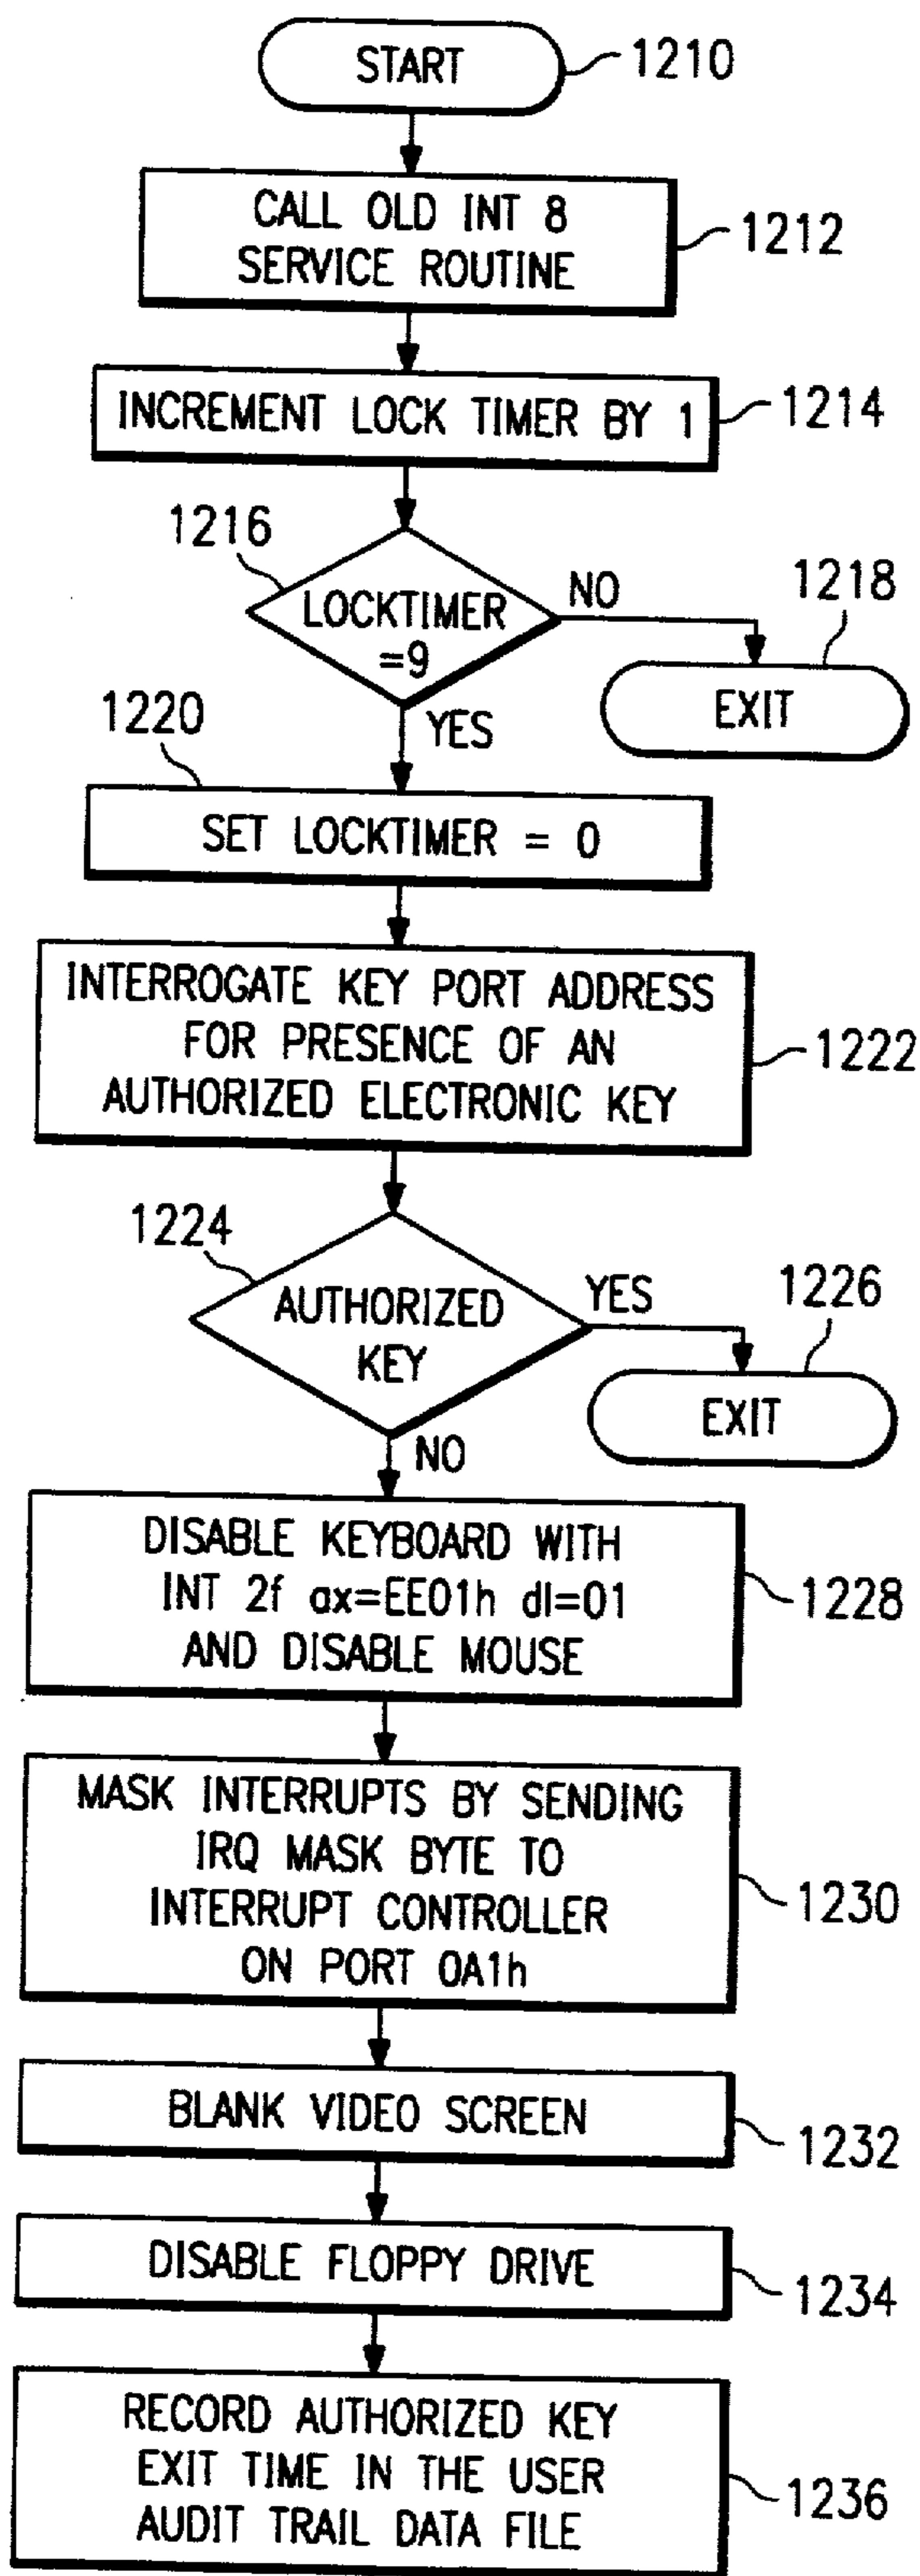 START
1210
CALL OLD INT 8
SERVICE ROUTINE
1212
INCREMENT LOCK TIMER BY 1
1214
1216
LOCKTIMER
=9
NO
1218
EXIT
YES
1220
SET LOCKTIMER = 0
INTERROGATE KEY PORT ADDRESS
FOR PRESENCE OF AN
AUTHORIZED ELECTRONIC KEY
1222
1224
AUTHORIZED
KEY
YES
1226
EXIT
NO
DISABLE KEYBOARD WITH
INT 2f ax=EE01h dl=01
AND DISABLE MOUSE
1228
MASK INTERRUPTS BY SENDING
IRQ MASK BYTE TO
INTERRUPT CONTROLLER
ON PORT 0A1h
1230
BLANK VIDEO SCREEN
1232
DISABLE FLOPPY DRIVE
1234
RECORD AUTHORIZED KEY
EXIT TIME IN THE USER
AUDIT TRAIL DATA FILE
1236